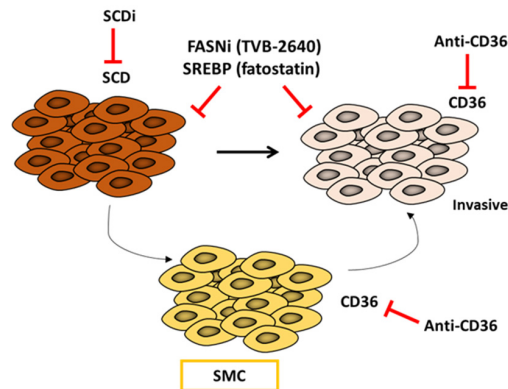 SCDi
SCD
FASNi (TVB-2640)
SREBP (fatostatin)
Anti-CD36
CD36
Invasive
CD36
Anti-CD36
SMC